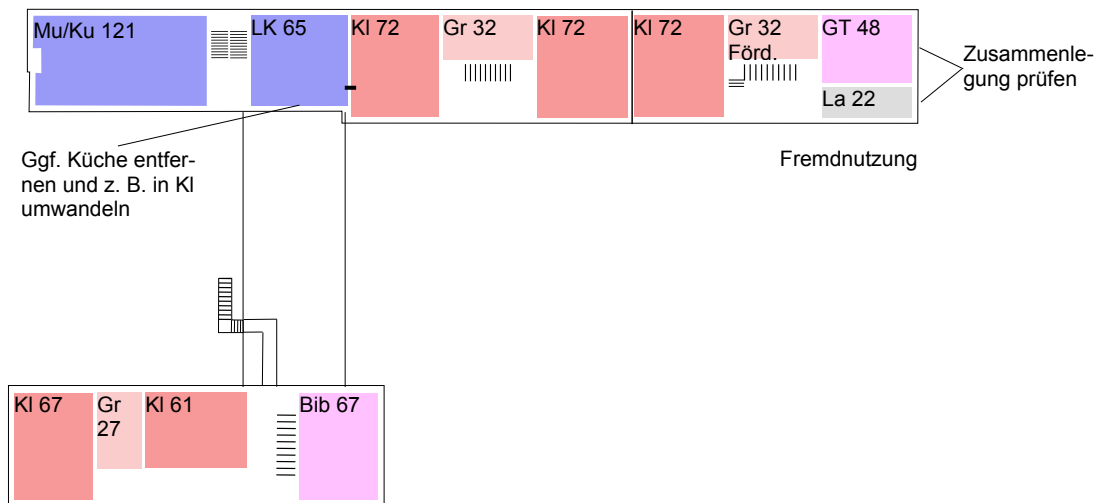 Mu/Ku 121
LK 65
Kl 72
Gr 32
Kl 72
Kl 72
Gr 32
Förd.
GT 48
La 22
Zusammenle-
gung prüfen
Ggf. Küche entfer-
nen und z. B. in Kl
umwandeln
Fremdnutzung
Kl 67
Gr
27
Kl 61
Bib 67